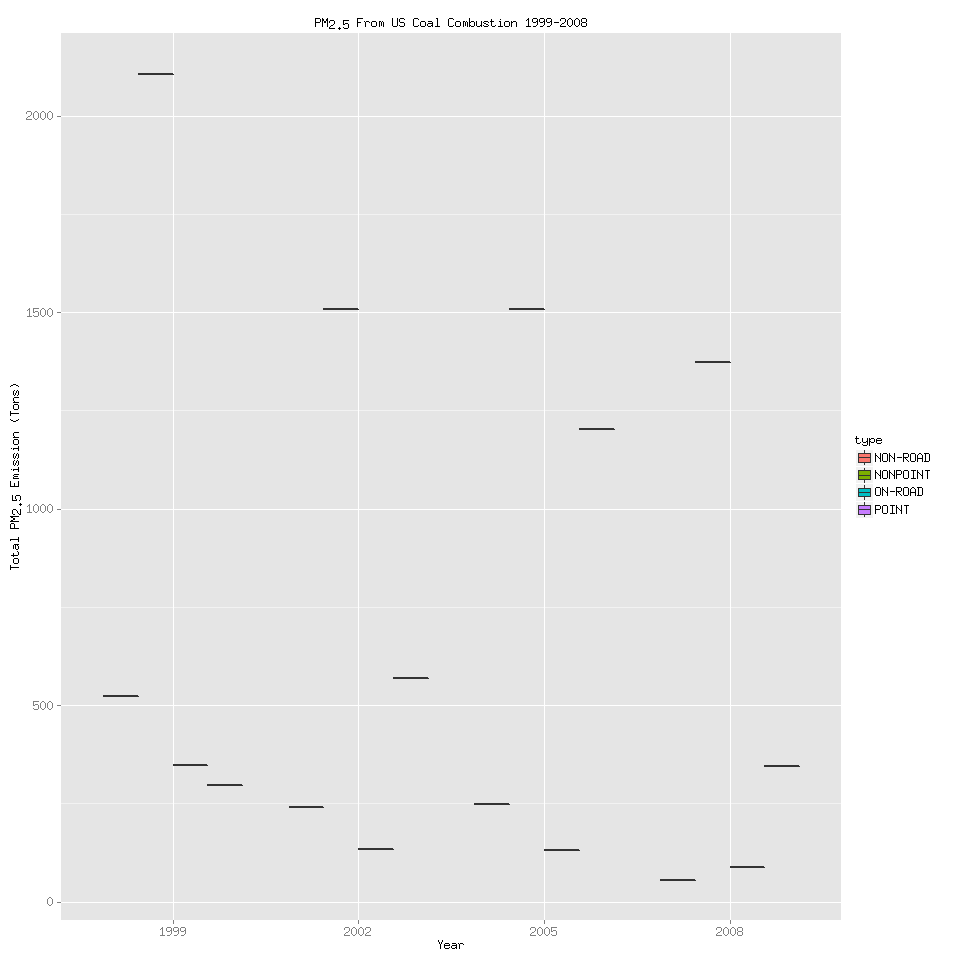 PM2.5 From US Coal Combustion 1999-2008
2000
1500
1000
500
0
Total PM2.5 Emission (Tons)
1999 2002 2005 2008
Year
type
NON-ROAD
NONPOINT
ON-ROAD
POINT